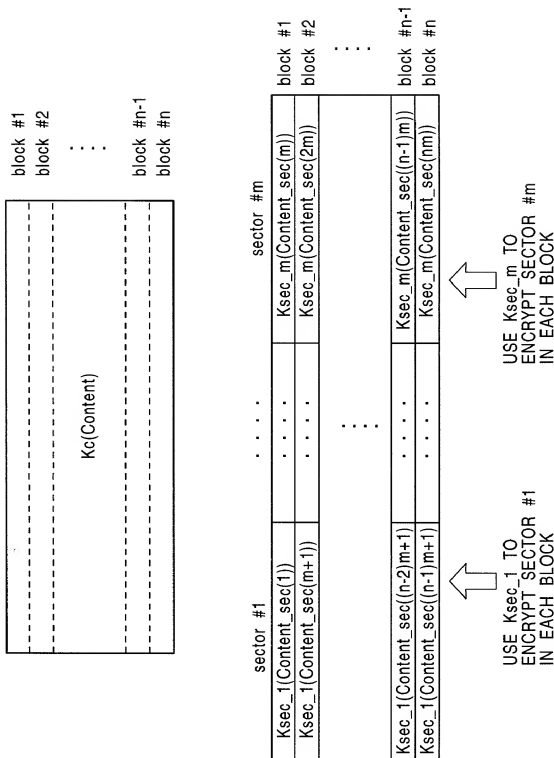 block #1
block #2
. . . .
Kc(Content)
block #n-1
block #n
sector #1
. . . .
sector #m
Ksec_1(Content_sec(1))
. . . .
Ksec_m(Content_sec(m))
block #1
Ksec_1(Content_sec(m+1))
. . . .
Ksec_m(Content_sec(2m))
block #2
. . . .
. . . .
Ksec_1(Content_sec((n-2)m+1)
. . . .
Ksec_m(Content_sec((n-1)m))
block #n-1
Ksec_1(Content_sec((n-1)m+1)
. . . .
Ksec_m(Content_sec(nm))
block #n
USE Ksec_1 TO
ENCRYPT SECTOR #1
IN EACH BLOCK
USE Ksec_m TO
ENCRYPT SECTOR #m
IN EACH BLOCK